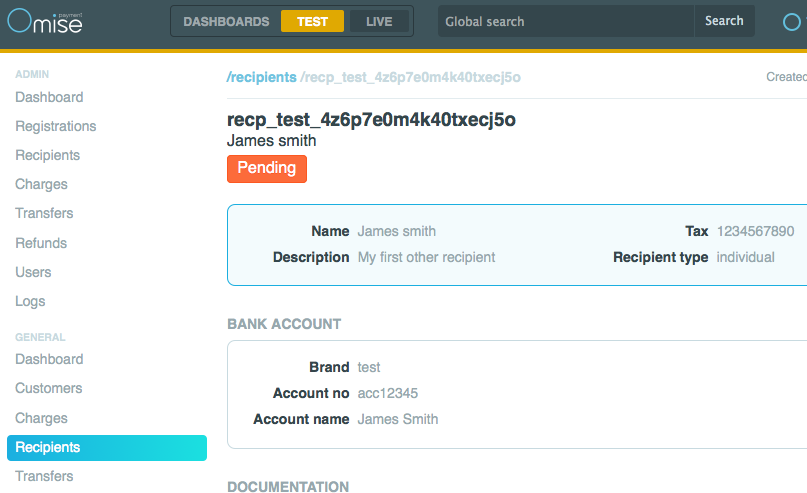 Omise payment
DASHBOARDS TEST LIVE
Global search Search
ADMIN
Dashboard
Registrations
Recipients
Charges
Transfers
Refunds
Users
Logs
GENERAL
Dashboard
Customers
Charges
Recipients
Transfers
/recipients /recp_test_4z6p7e0m4k40txecj5o
Created
recp_test_4z6p7e0m4k40txecj5o
James smith
Pending
Name James smith Tax 1234567890
Description My first other recipient Recipient type individual
BANK ACCOUNT
Brand test
Account no acc12345
Account name James Smith
DOCUMENTATION